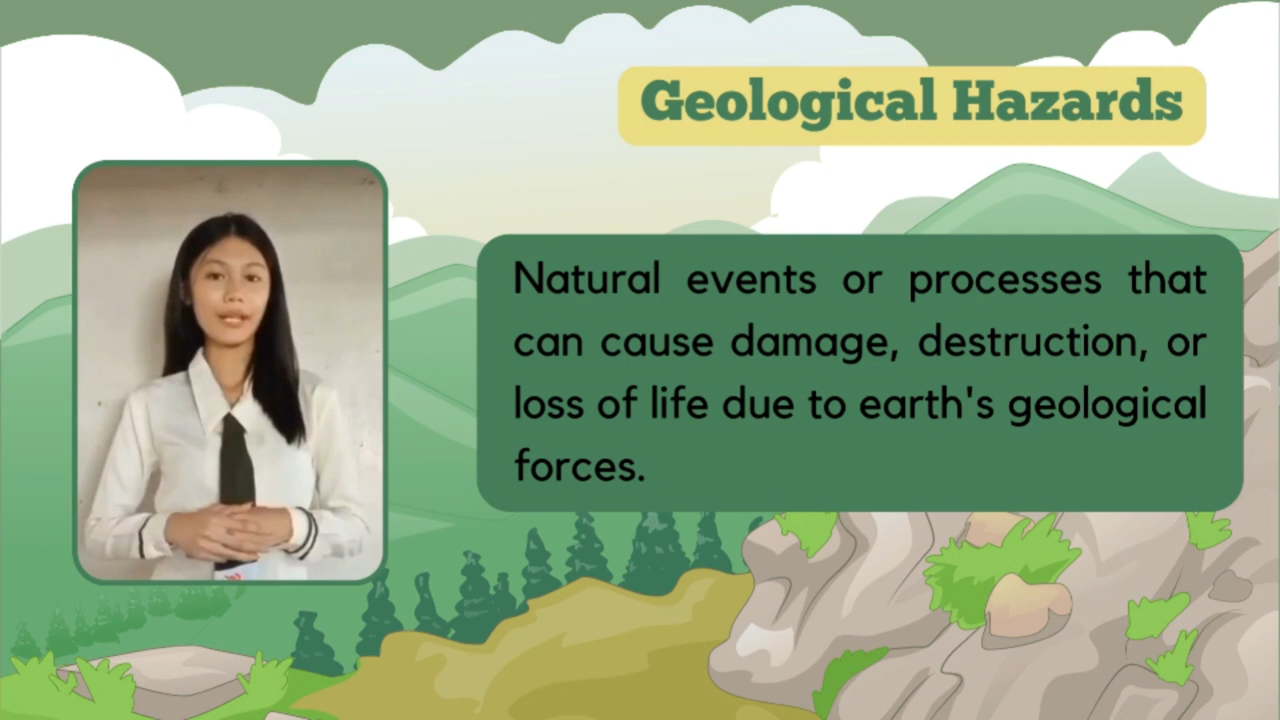 Geological Hazards
Natural events or processes that
can cause damage, destruction, or
loss of life due to earth's geological
forces.